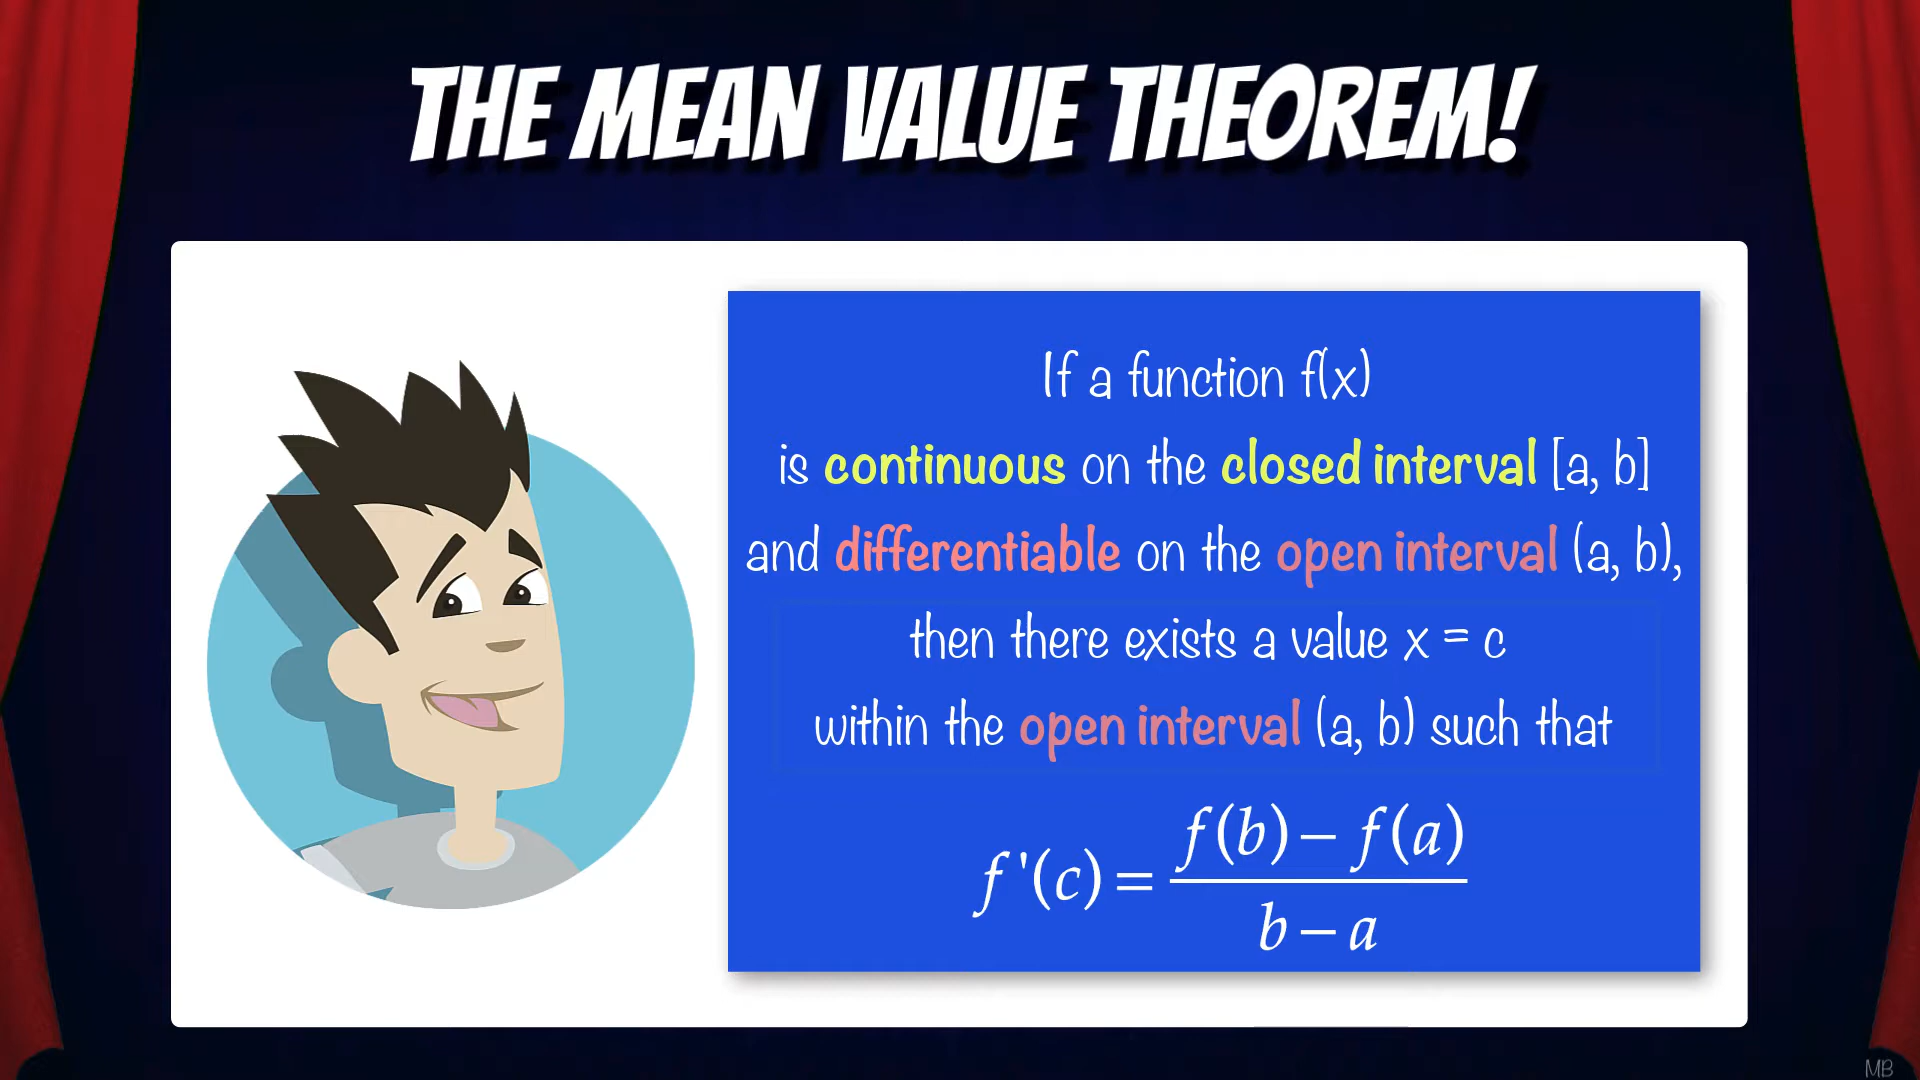 THE MEAN VALUE THEOREM!
If a function f(x)
is continuous on the closed interval [a, b]
and differentiable on the open interval (a, b),
then there exists a value x = c
within the open interval (a, b) such that
f '(c) = \frac{f(b) − f(a)}{b − a}
MB